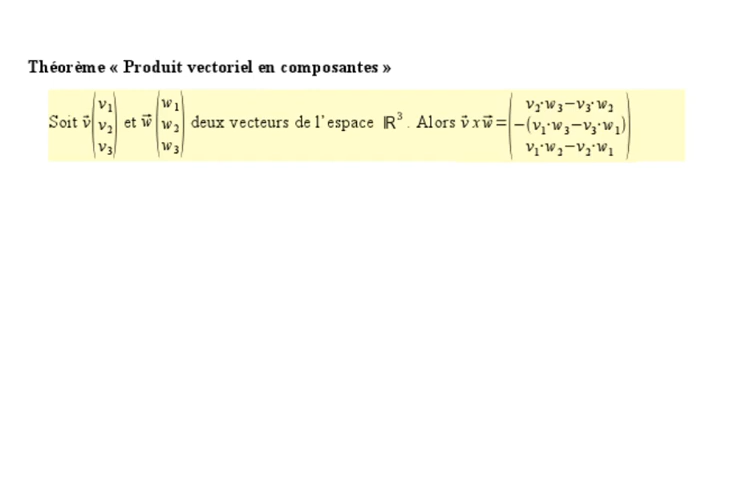 Théorème « Produit vectoriel en composantes »
Soit v⃗ (v₁ v₂ v₃) et w⃗ (w₁ w₂ w₃) deux vecteurs de l'espace ℝ³. Alors v⃗ x w⃗ = (v₂·w₃−v₃·w₂ −(v₁·w₃−v₃·w₁) v₁·w₂−v₂·w₁)